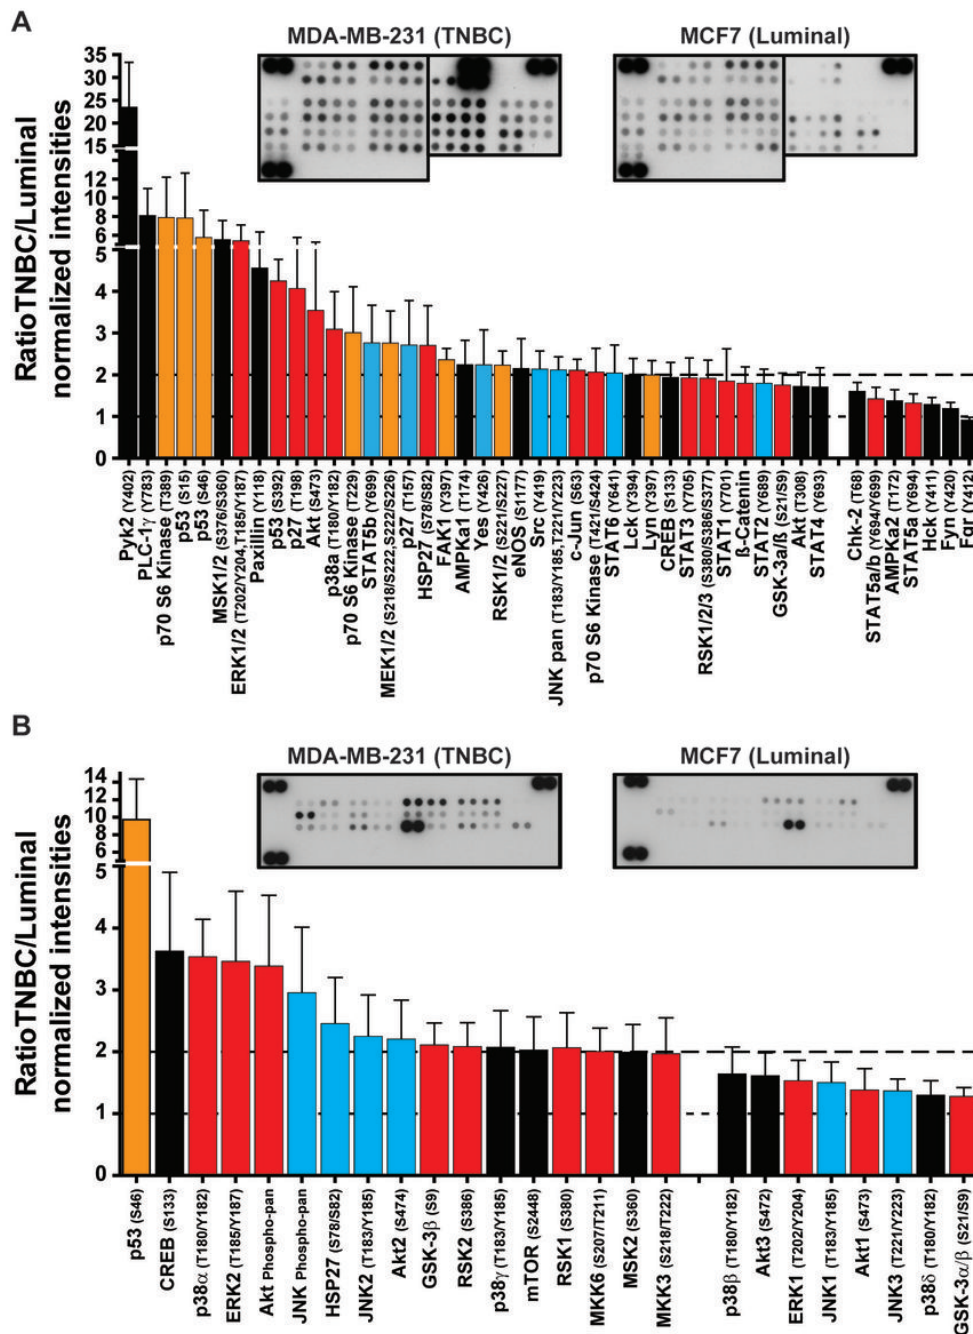 A
MDA-MB-231 (TNBC)
MCF7 (Luminal)
Ratio TNBC/Luminal
normalized intensities
35
30
25
20
15
12
10
8
6
5
4
3
2
1
0
Pyk2 (Y402)
PLC-1γ (Y783)
p70 S6 Kinase (T389)
p53 (S15)
p53 (S46)
MSK1/2 (S376/S360)
ERK1/2 (T202/Y204,T185/Y187)
Paxillin (Y118)
p53 (S392)
p27 (T198)
Akt (S473)
p38a (T180/Y182)
p70 S6 Kinase (T229)
STAT5b (Y699)
MEK1/2 (S218/S222,S222/S226)
p27 (T157)
HSP27 (S78/S82)
FAK1 (Y397)
AMPKa1 (T174)
Yes (Y426)
RSK1/2 (S221/S227)
eNOS (S1177)
Src (Y419)
JNK pan (T183/Y185,T221/Y223)
c-Jun (S63)
p70 S6 Kinase (T421/S424)
STAT6 (Y641)
Lck (Y394)
Lyn (Y397)
CREB (S133)
STAT3 (Y705)
RSK1/2/3 (S380/S386/S377)
STAT1 (Y701)
ß-Catenin
STAT2 (Y689)
GSK-3a/ß (S21/S9)
Akt (T308)
STAT4 (Y693)
Chk-2 (T68)
STAT5a/b (Y694/Y699)
AMPKa2 (T172)
STAT5a (Y694)
Hck (Y411)
Fyn (Y420)
Fgr (Y412)
B
MDA-MB-231 (TNBC)
MCF7 (Luminal)
Ratio TNBC/Luminal
normalized intensities
14
12
10
8
6
5
4
3
2
1
0
p53 (S46)
CREB (S133)
p38α (T180/Y182)
ERK2 (T185/Y187)
Akt Phospho-pan
JNK Phospho-pan
HSP27 (S78/S82)
JNK2 (T183/Y185)
Akt2 (S474)
GSK-3β (S9)
RSK2 (S386)
p38γ (T183/Y185)
mTOR (S2448)
RSK1 (S380)
MKK6 (S207/T211)
MSK2 (S360)
MKK3 (S218/T222)
p38β (T180/Y182)
Akt3 (S472)
ERK1 (T202/Y204)
JNK1 (T183/Y185)
Akt1 (S473)
JNK3 (T221/Y223)
p38δ (T180/Y182)
GSK-3α/β (S21/S9)